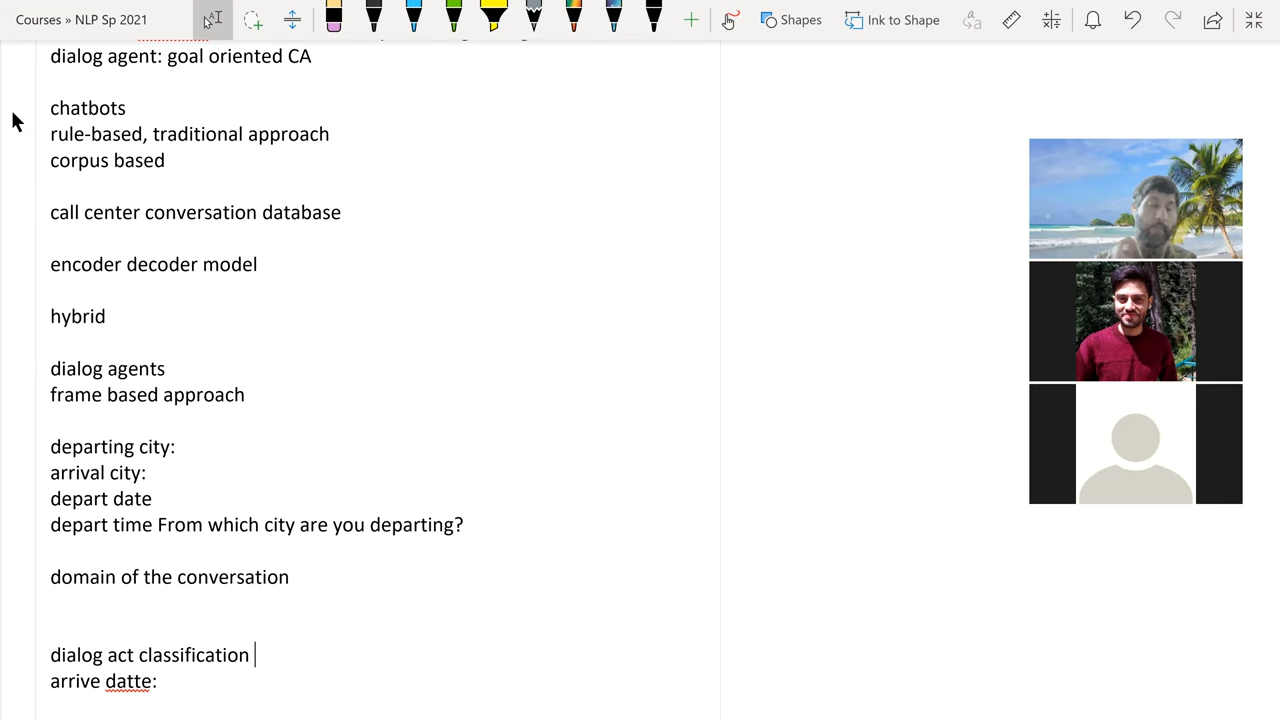 Courses » NLP Sp 2021
Shapes
Ink to Shape
dialog agent: goal oriented CA
chatbots
rule-based, traditional approach
corpus based
call center conversation database
encoder decoder model
hybrid
dialog agents
frame based approach
departing city:
arrival city:
depart date
depart time From which city are you departing?
domain of the conversation
dialog act classification
arrive datte: